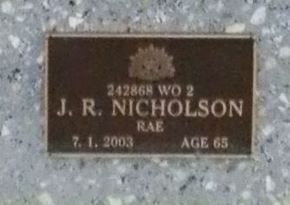 242868 WO 2
J. R. NICHOLSON
RAE
7. 1. 2003 AGE 65